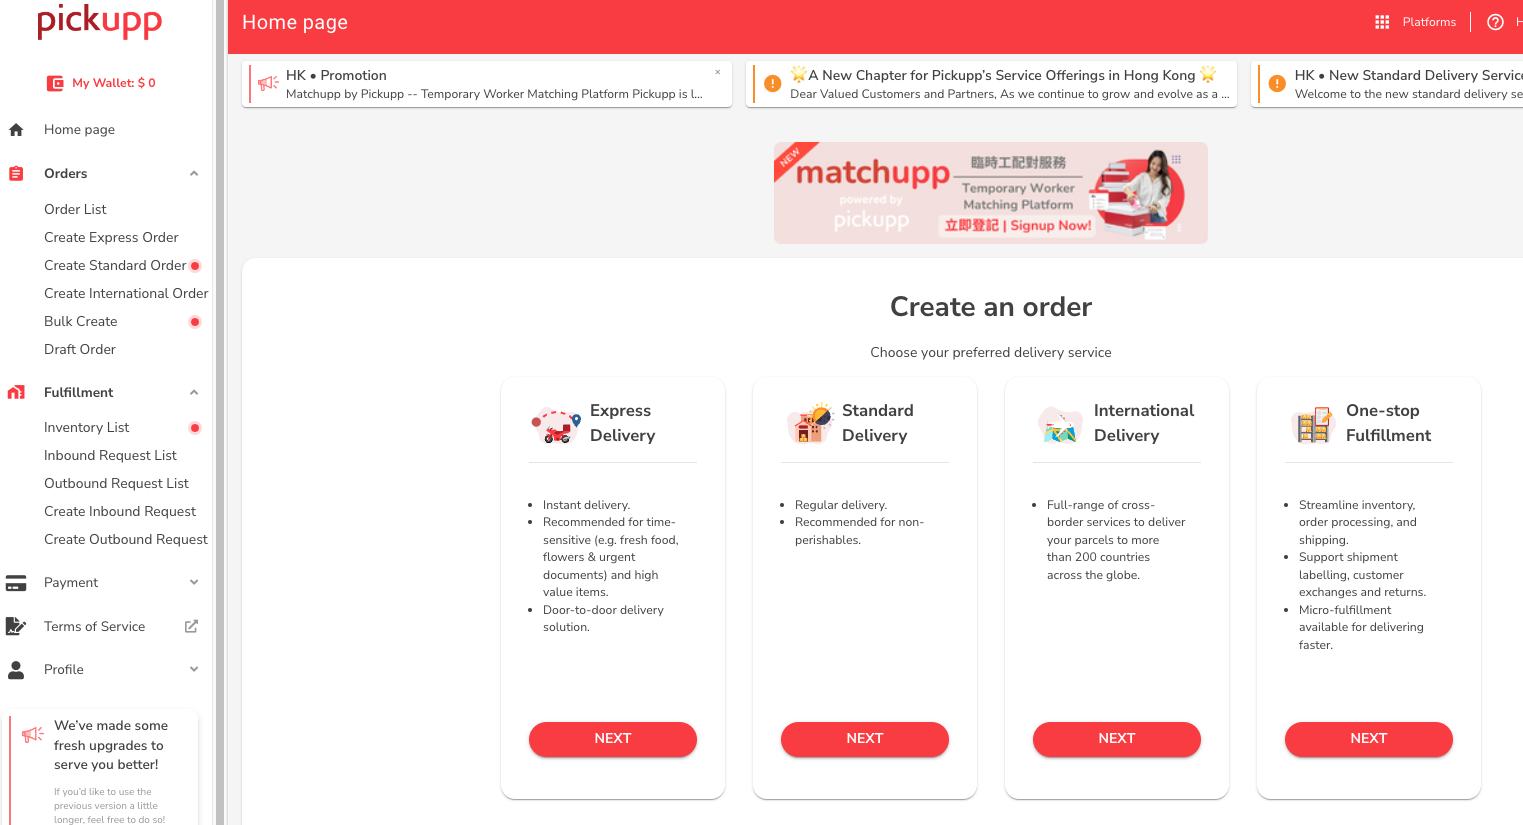 pickupp
My Wallet: $ 0
Home page
Orders
Order List
Create Express Order
Create Standard Order
Create International Order
Bulk Create
Draft Order
Fulfillment
Inventory List
Inbound Request List
Outbound Request List
Create Inbound Request
Create Outbound Request
Payment
Terms of Service
Profile
We've made some
fresh upgrades to
serve you better!
If you'd like to use the
previous version a little
longer, feel free to do so!
Home page
Platforms
HK • Promotion
Matchupp by Pickupp -- Temporary Worker Matching Platform Pickupp is l...
🌟A New Chapter for Pickupp's Service Offerings in Hong Kong 🌟
Dear Valued Customers and Partners, As we continue to grow and evolve as a ...
HK • New Standard Delivery Service
Welcome to the new standard delivery se
NEW
matchupp
powered by
pickupp
臨時工配對服務
Temporary Worker
Matching Platform
立即登記 | Signup Now!
Create an order
Choose your preferred delivery service
Express
Delivery
• Instant delivery.
• Recommended for time-
sensitive (e.g. fresh food,
flowers & urgent
documents) and high
value items.
• Door-to-door delivery
solution.
NEXT
Standard
Delivery
• Regular delivery.
• Recommended for non-
perishables.
NEXT
International
Delivery
• Full-range of cross-
border services to deliver
your parcels to more
than 200 countries
across the globe.
NEXT
One-stop
Fulfillment
• Streamline inventory,
order processing, and
shipping.
• Support shipment
labelling, customer
exchanges and returns.
• Micro-fulfillment
available for delivering
faster.
NEXT